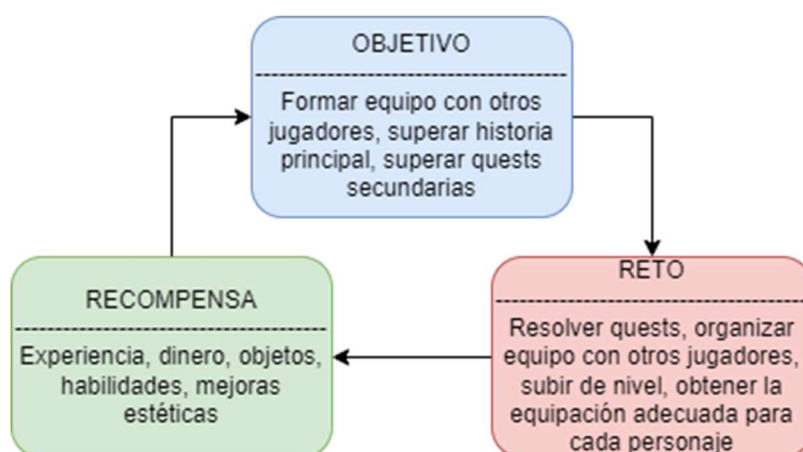 OBJETIVO
Formar equipo con otros
jugadores, superar historia
principal, superar quests
secundarias
RECOMPENSA
Experiencia, dinero, objetos,
habilidades, mejoras
estéticas
RETO
Resolver quests, organizar
equipo con otros jugadores,
subir de nivel, obtener la
equipación adecuada para
cada personaje